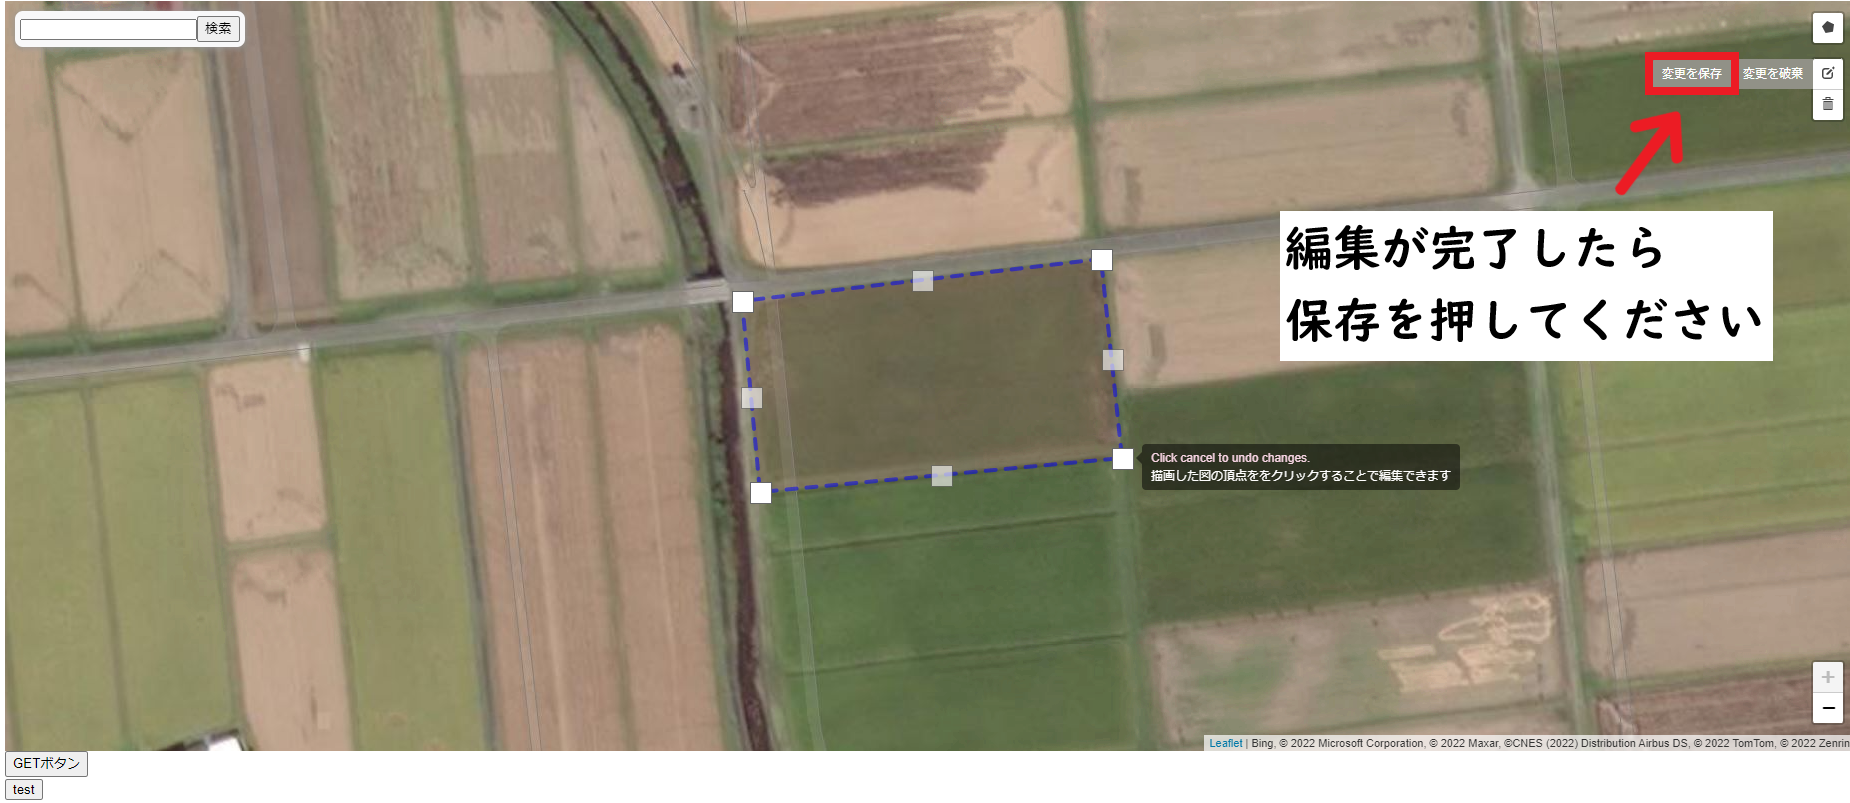 検索
変更を保存
変更を破棄
編集が完了したら
保存を押してください
Click cancel to undo changes.
描画した図の頂点ををクリックすることで編集できます
+
−
Leaflet | Bing, © 2022 Microsoft Corporation, © 2022 Maxar, ©CNES (2022) Distribution Airbus DS, © 2022 TomTom, © 2022 Zenrin
GETボタン
test